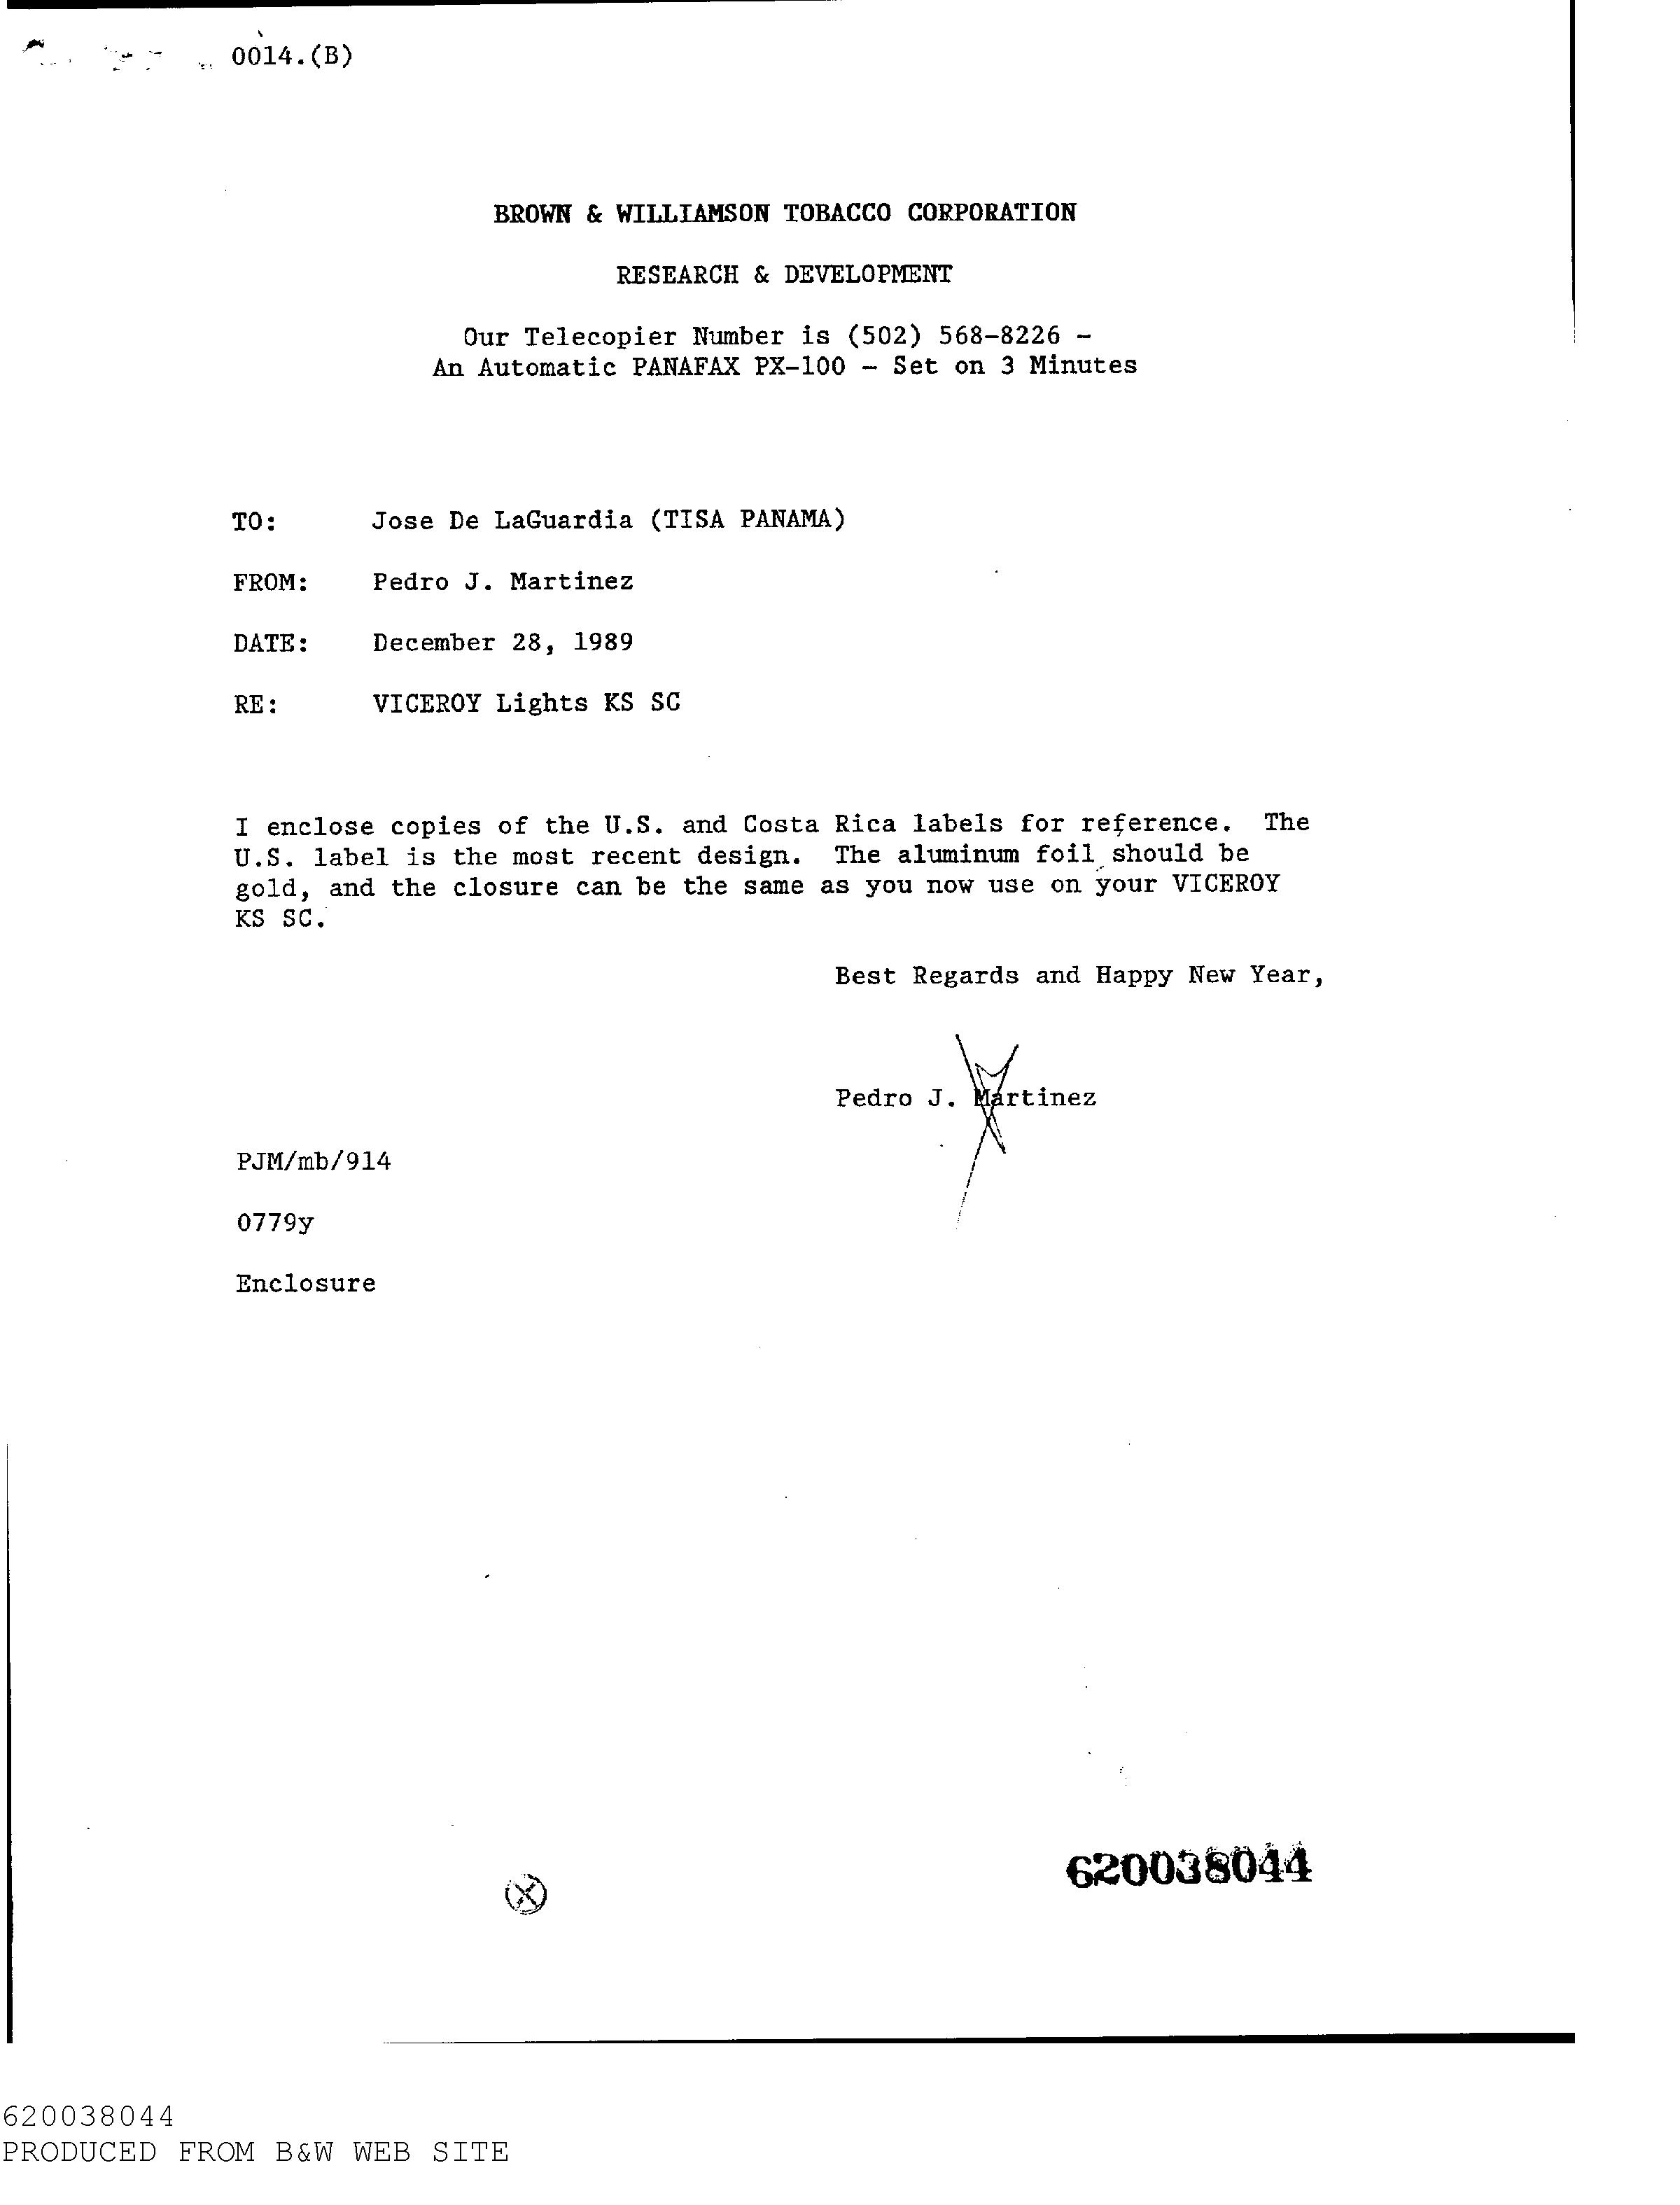 0014.(B)
BROWN & WILLIAMSON TOBACCO CORPORATION
RESEARCH & DEVELOPMENT
Our Telecopier Number is (502) 568-8226 -
An Automatic PANAFAX PX-100 - Set on 3 Minutes
TO: Jose De LaGuardia (TISA PANAMA)
FROM: Pedro J. Martinez
DATE: December 28, 1989
RE: VICEROY Lights KS SC
I enclose copies of the U.S. and Costa Rica labels for reference. The
U.S. label is the most recent design. The aluminum foil should be
gold, and the closure can be the same as you now use on your VICEROY
KS SC.
Best Regards and Happy New Year,
Pedro J. Martinez
PJM/mb/914
0779y
Enclosure
620038044
620038044
PRODUCED FROM B&W WEB SITE